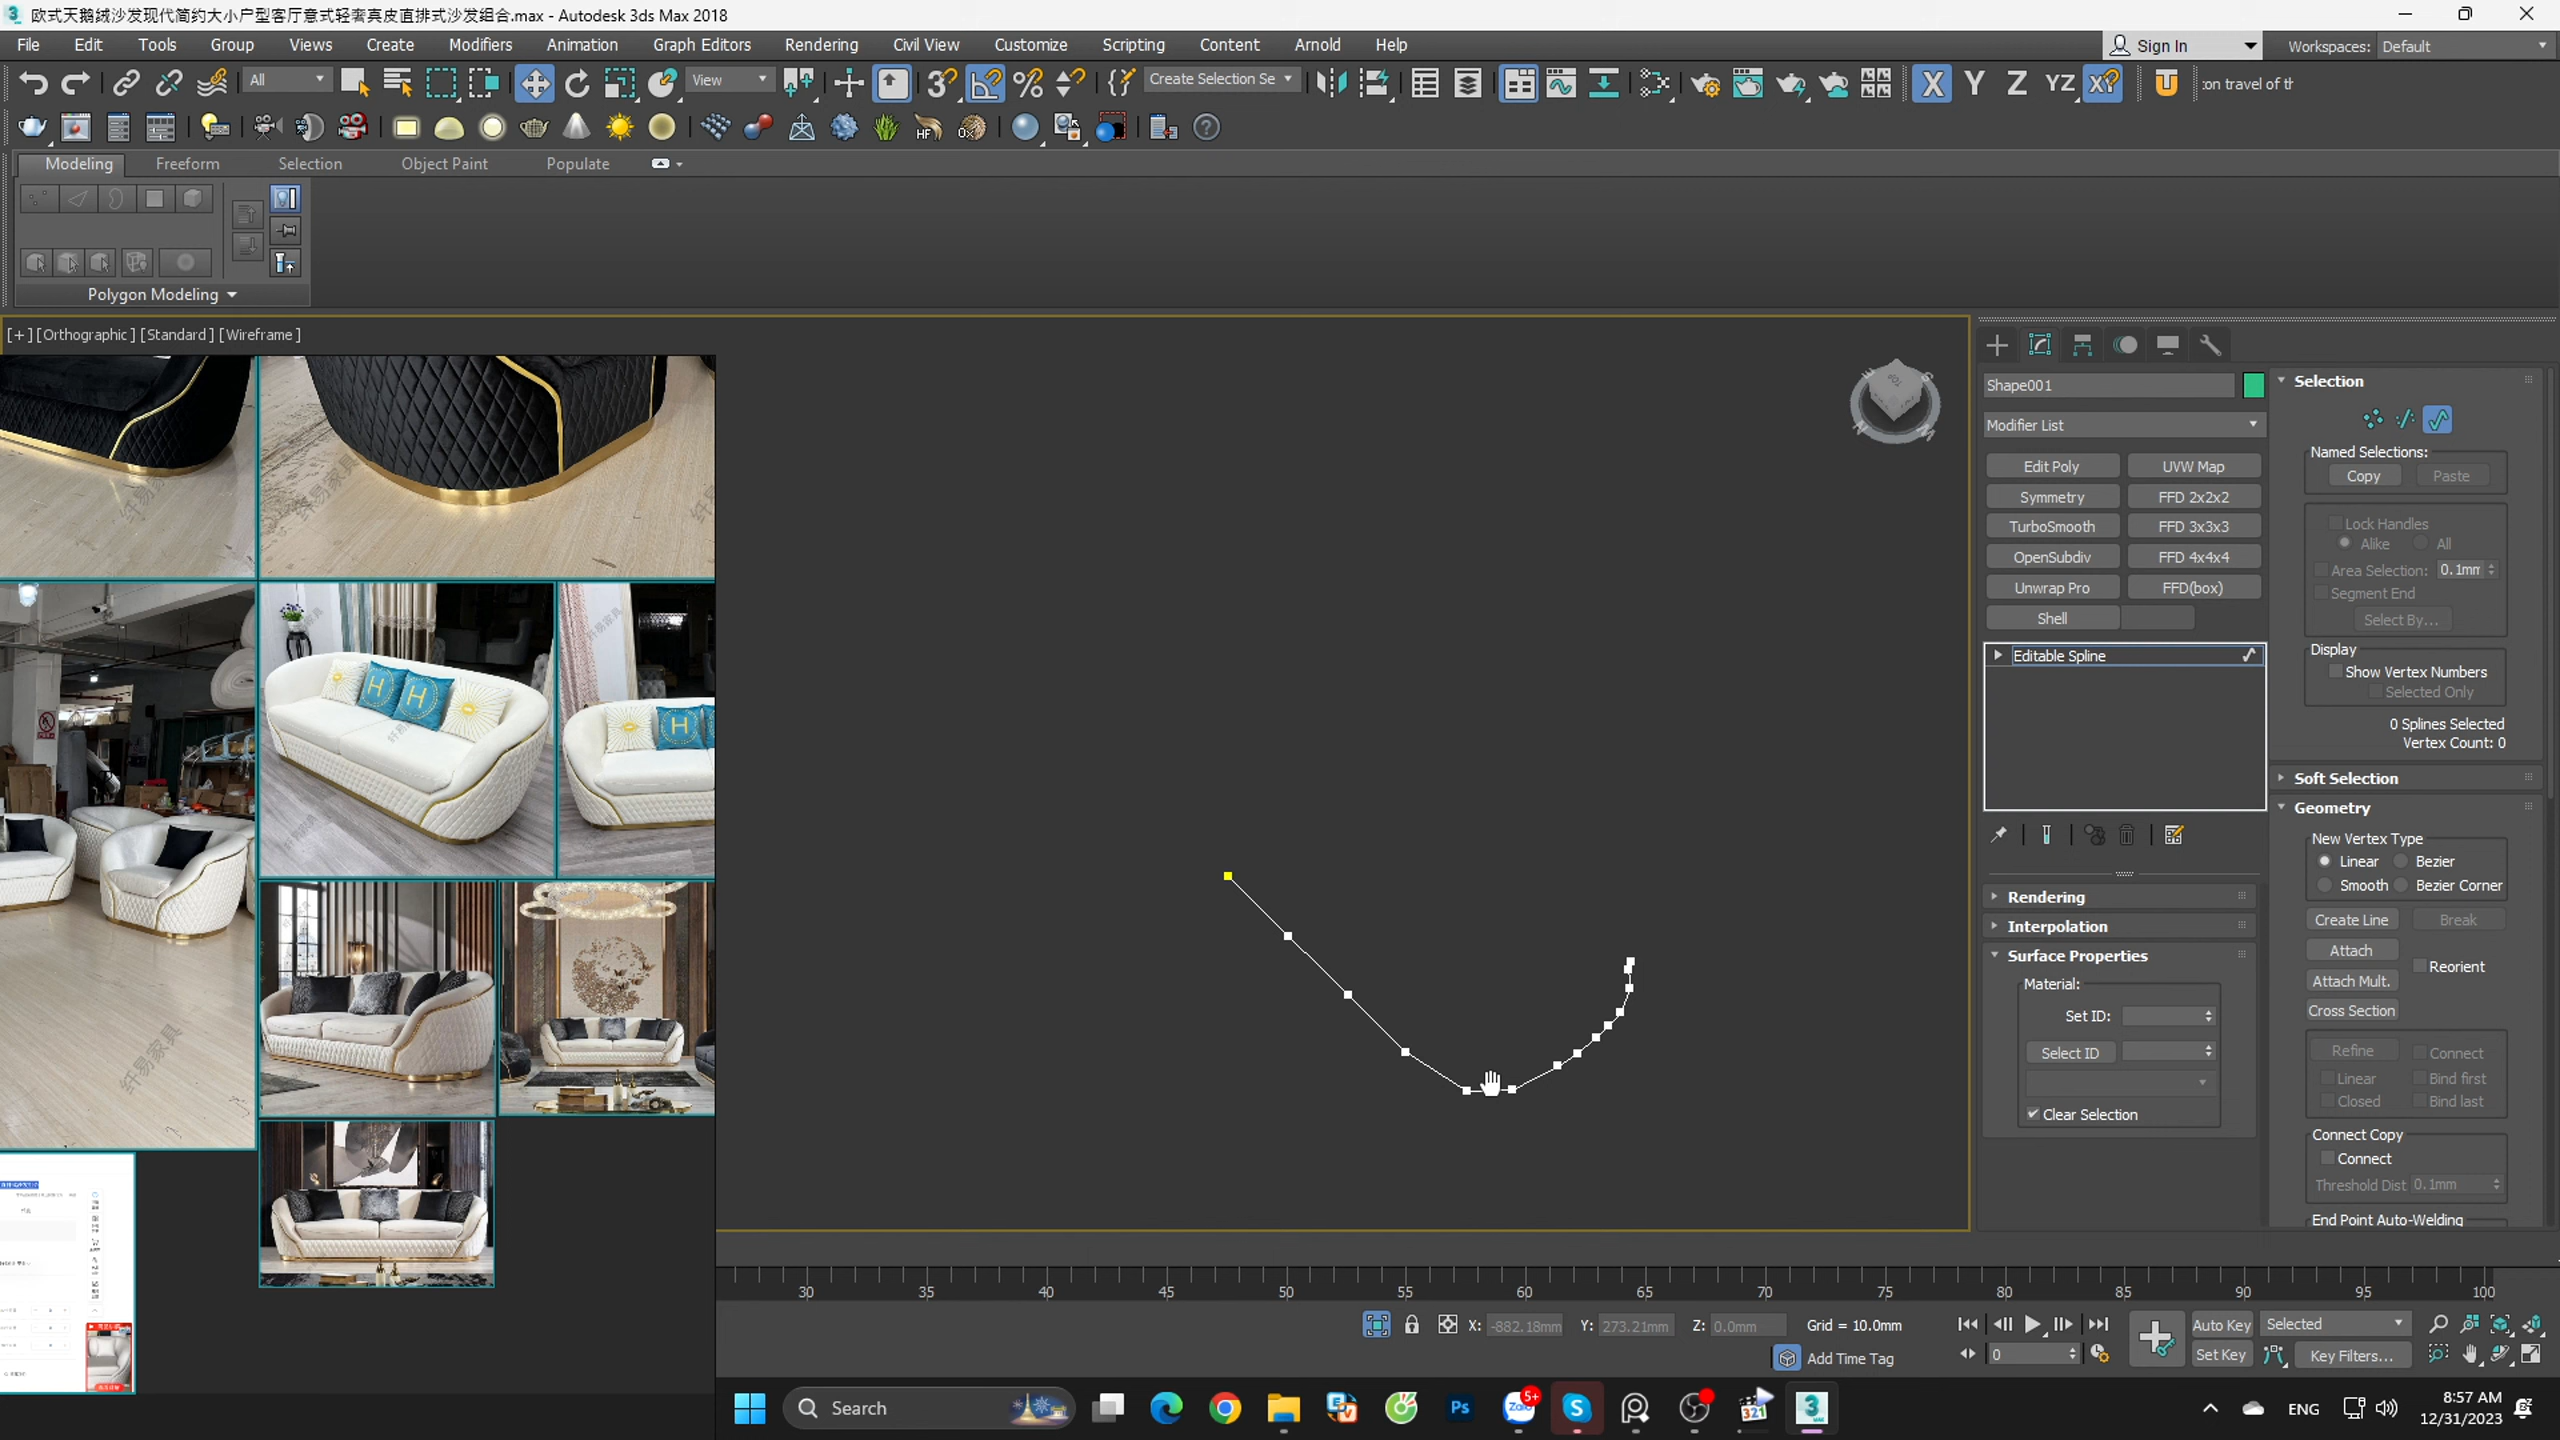 欧式天鹅绒沙发现代简约大小户型客厅意式轻奢真皮直排式沙发组合.max - Autodesk 3ds Max 2018
File Edit Tools Group Views Create Modifiers Animation Graph Editors Rendering Civil View Customize Scripting Content Arnold Help
Sign In Workspaces: Default
All View Create Selection Se X Y Z YZ XY :on travel of th
Modeling Freeform Selection Object Paint Populate
Polygon Modeling
[+] [Orthographic] [Standard] [Wireframe]
TOP
纤易家具
Shape001
Modifier List
Edit Poly UVW Map
Symmetry FFD 2x2x2
TurboSmooth FFD 3x3x3
OpenSubdiv FFD 4x4x4
Unwrap Pro FFD(box)
Shell
Editable Spline
Rendering
Interpolation
Surface Properties
Material:
Set ID:
Select ID
Clear Selection
Selection
Named Selections:
Copy Paste
Lock Handles
Alike All
Area Selection: 0.1mm
Segment End
Select By...
Display
Show Vertex Numbers
Selected Only
0 Splines Selected
Vertex Count: 0
Soft Selection
Geometry
New Vertex Type
Linear Bezier
Smooth Bezier Corner
Create Line Break
Attach
Reorient
Attach Mult.
Cross Section
Refine Connect
Linear Bind first
Closed Bind last
Connect Copy
Connect
Threshold Dist 0.1mm
End Point Auto-Welding
30 35 40 45 50 55 60 65 70 75 80 85 90 95 100
X: -882.18mm Y: 273.21mm Z: 0.0mm Grid = 10.0mm
Add Time Tag
0
Auto Key Selected
Set Key Key Filters...
Search
ENG
8:57 AM
12/31/2023